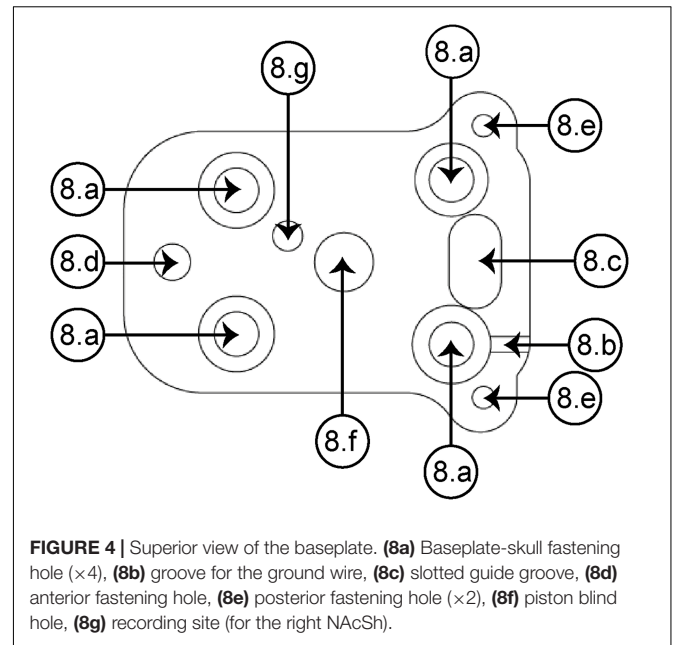 8.g
8.a
8.e
8.a
8.d
8.c
8.a
8.b
8.e
8.f
8.a
FIGURE 4 | Superior view of the baseplate. (8a) Baseplate-skull fastening
hole (×4), (8b) groove for the ground wire, (8c) slotted guide groove, (8d)
anterior fastening hole, (8e) posterior fastening hole (×2), (8f) piston blind
hole, (8g) recording site (for the right NAcSh).